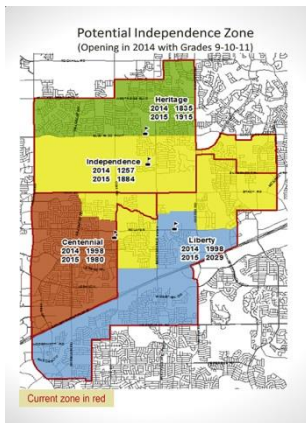 Potential Independence Zone
(Opening in 2014 with Grades 9-10-11)
Heritage
2014 1835
2015 1915
Independence
2014 1257
2015 1884
Centennial
2014 1998
2015 1980
Liberty
2014 1998
2015 2029
Current zone in red